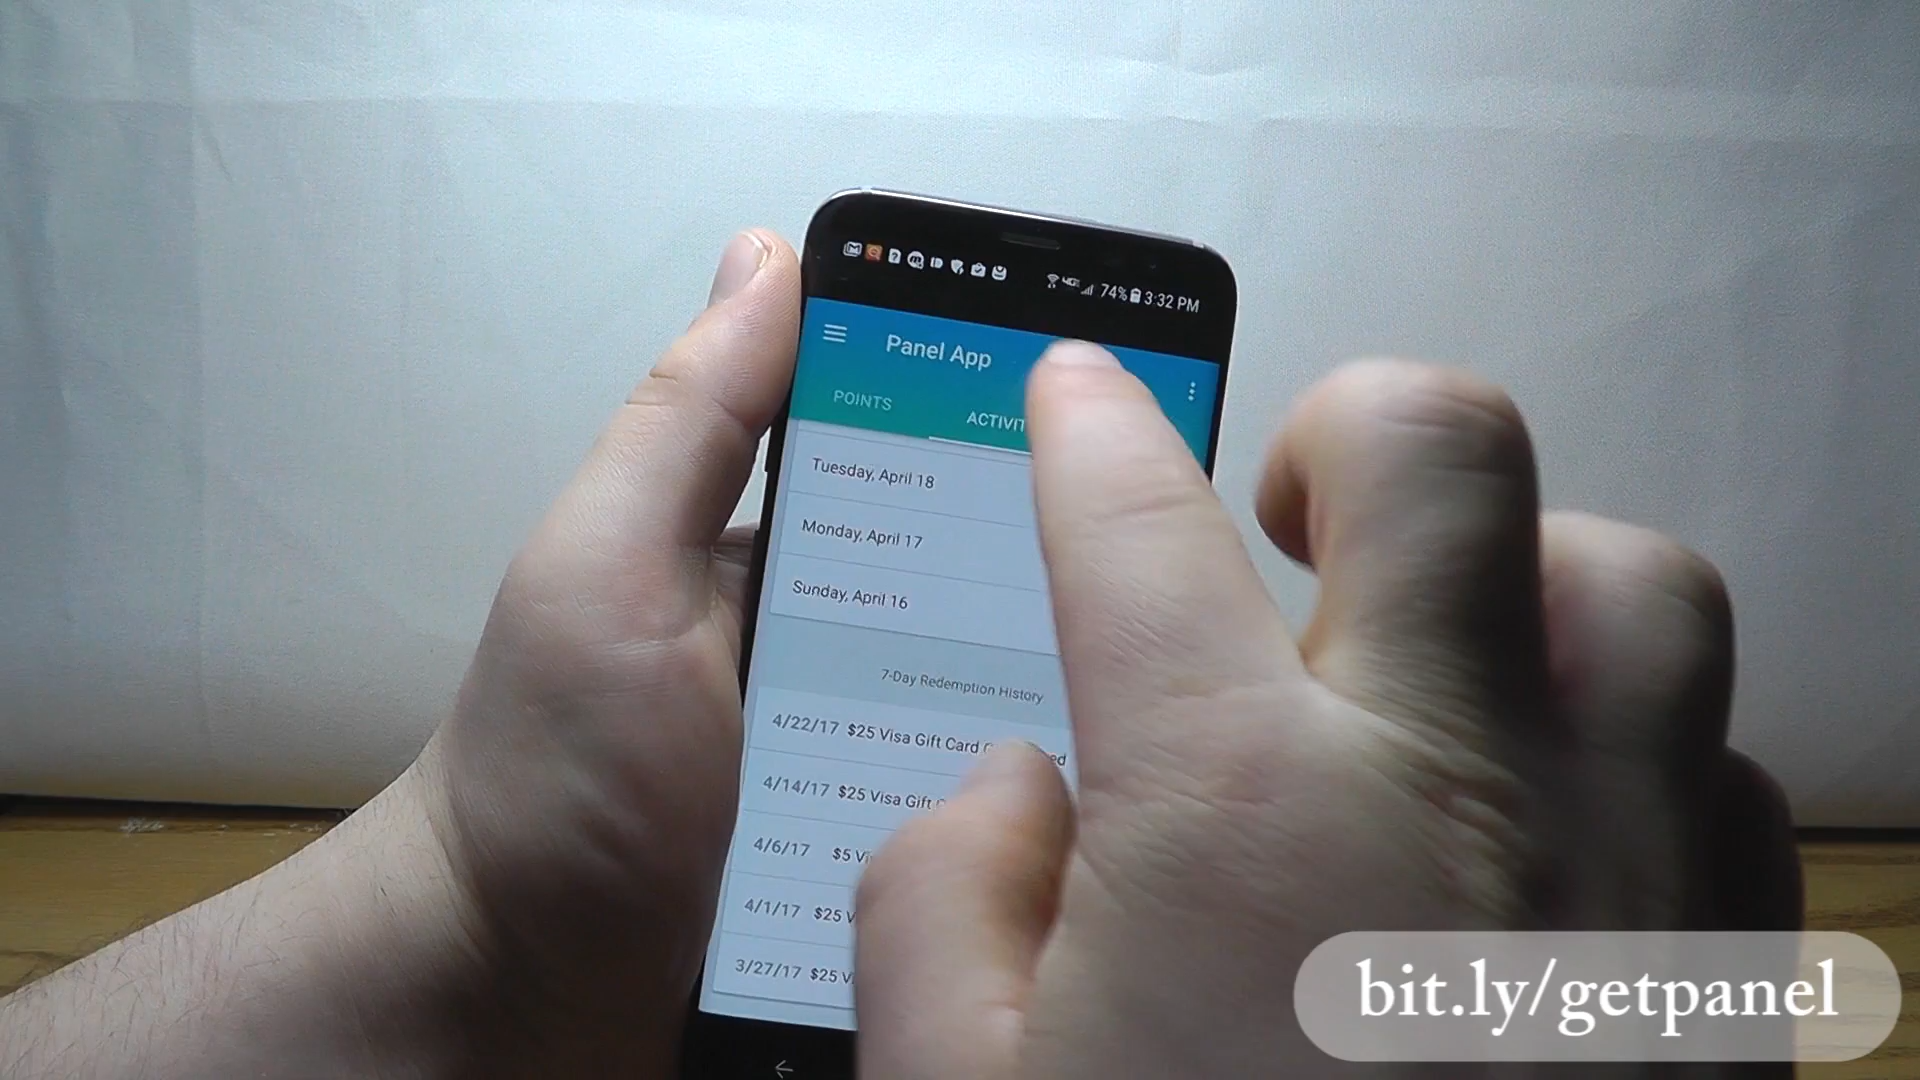 74% 3:32 PM
Panel App
POINTS
Tuesday, April 18
Monday, April 17
Sunday, April 16
7-Day Redemption History
4/22/17 $25 Visa Gift Card
4/14/17 $25 Visa Gift
4/6/17 $5
4/1/17 $25
3/27/17 $25
bit.ly/getpanel